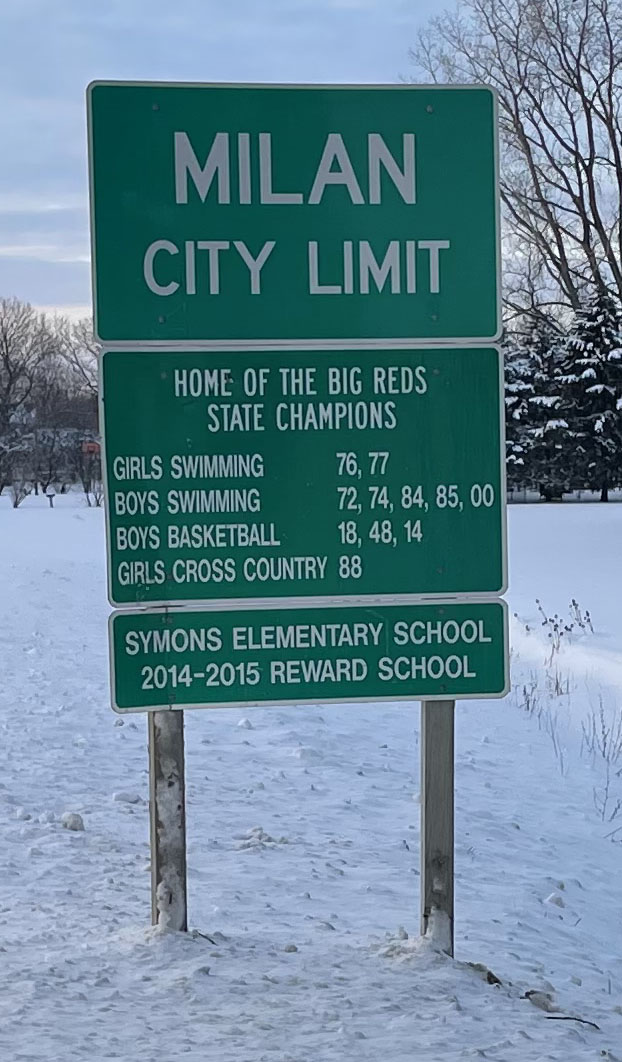 MILAN
CITY LIMIT
HOME OF THE BIG REDS
STATE CHAMPIONS
GIRLS SWIMMING 76, 77
BOYS SWIMMING 72, 74, 84, 85, 00
BOYS BASKETBALL 18, 48, 14
GIRLS CROSS COUNTRY 88
SYMONS ELEMENTARY SCHOOL
2014-2015 REWARD SCHOOL